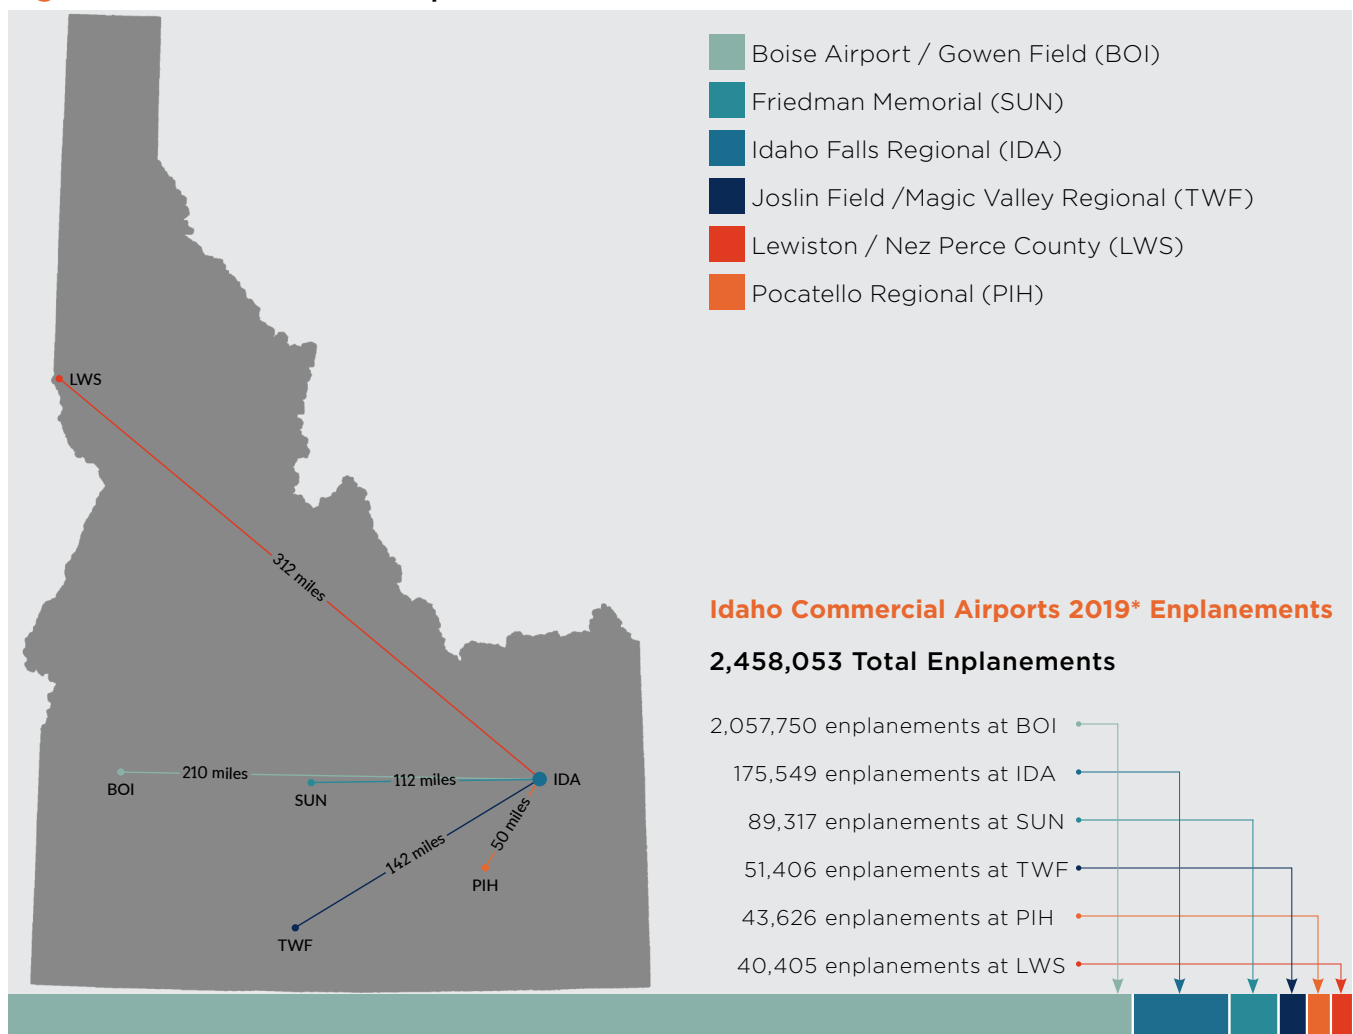 Boise Airport / Gowen Field (BOI)
Friedman Memorial (SUN)
Idaho Falls Regional (IDA)
Joslin Field /Magic Valley Regional (TWF)
Lewiston / Nez Perce County (LWS)
Pocatello Regional (PIH)
LWS
312 miles
210 miles
112 miles
IDA
BOI
SUN
50 miles
142 miles
PIH
TWF
Idaho Commercial Airports 2019* Enplanements
2,458,053 Total Enplanements
2,057,750 enplanements at BOI
175,549 enplanements at IDA
89,317 enplanements at SUN
51,406 enplanements at TWF
43,626 enplanements at PIH
40,405 enplanements at LWS